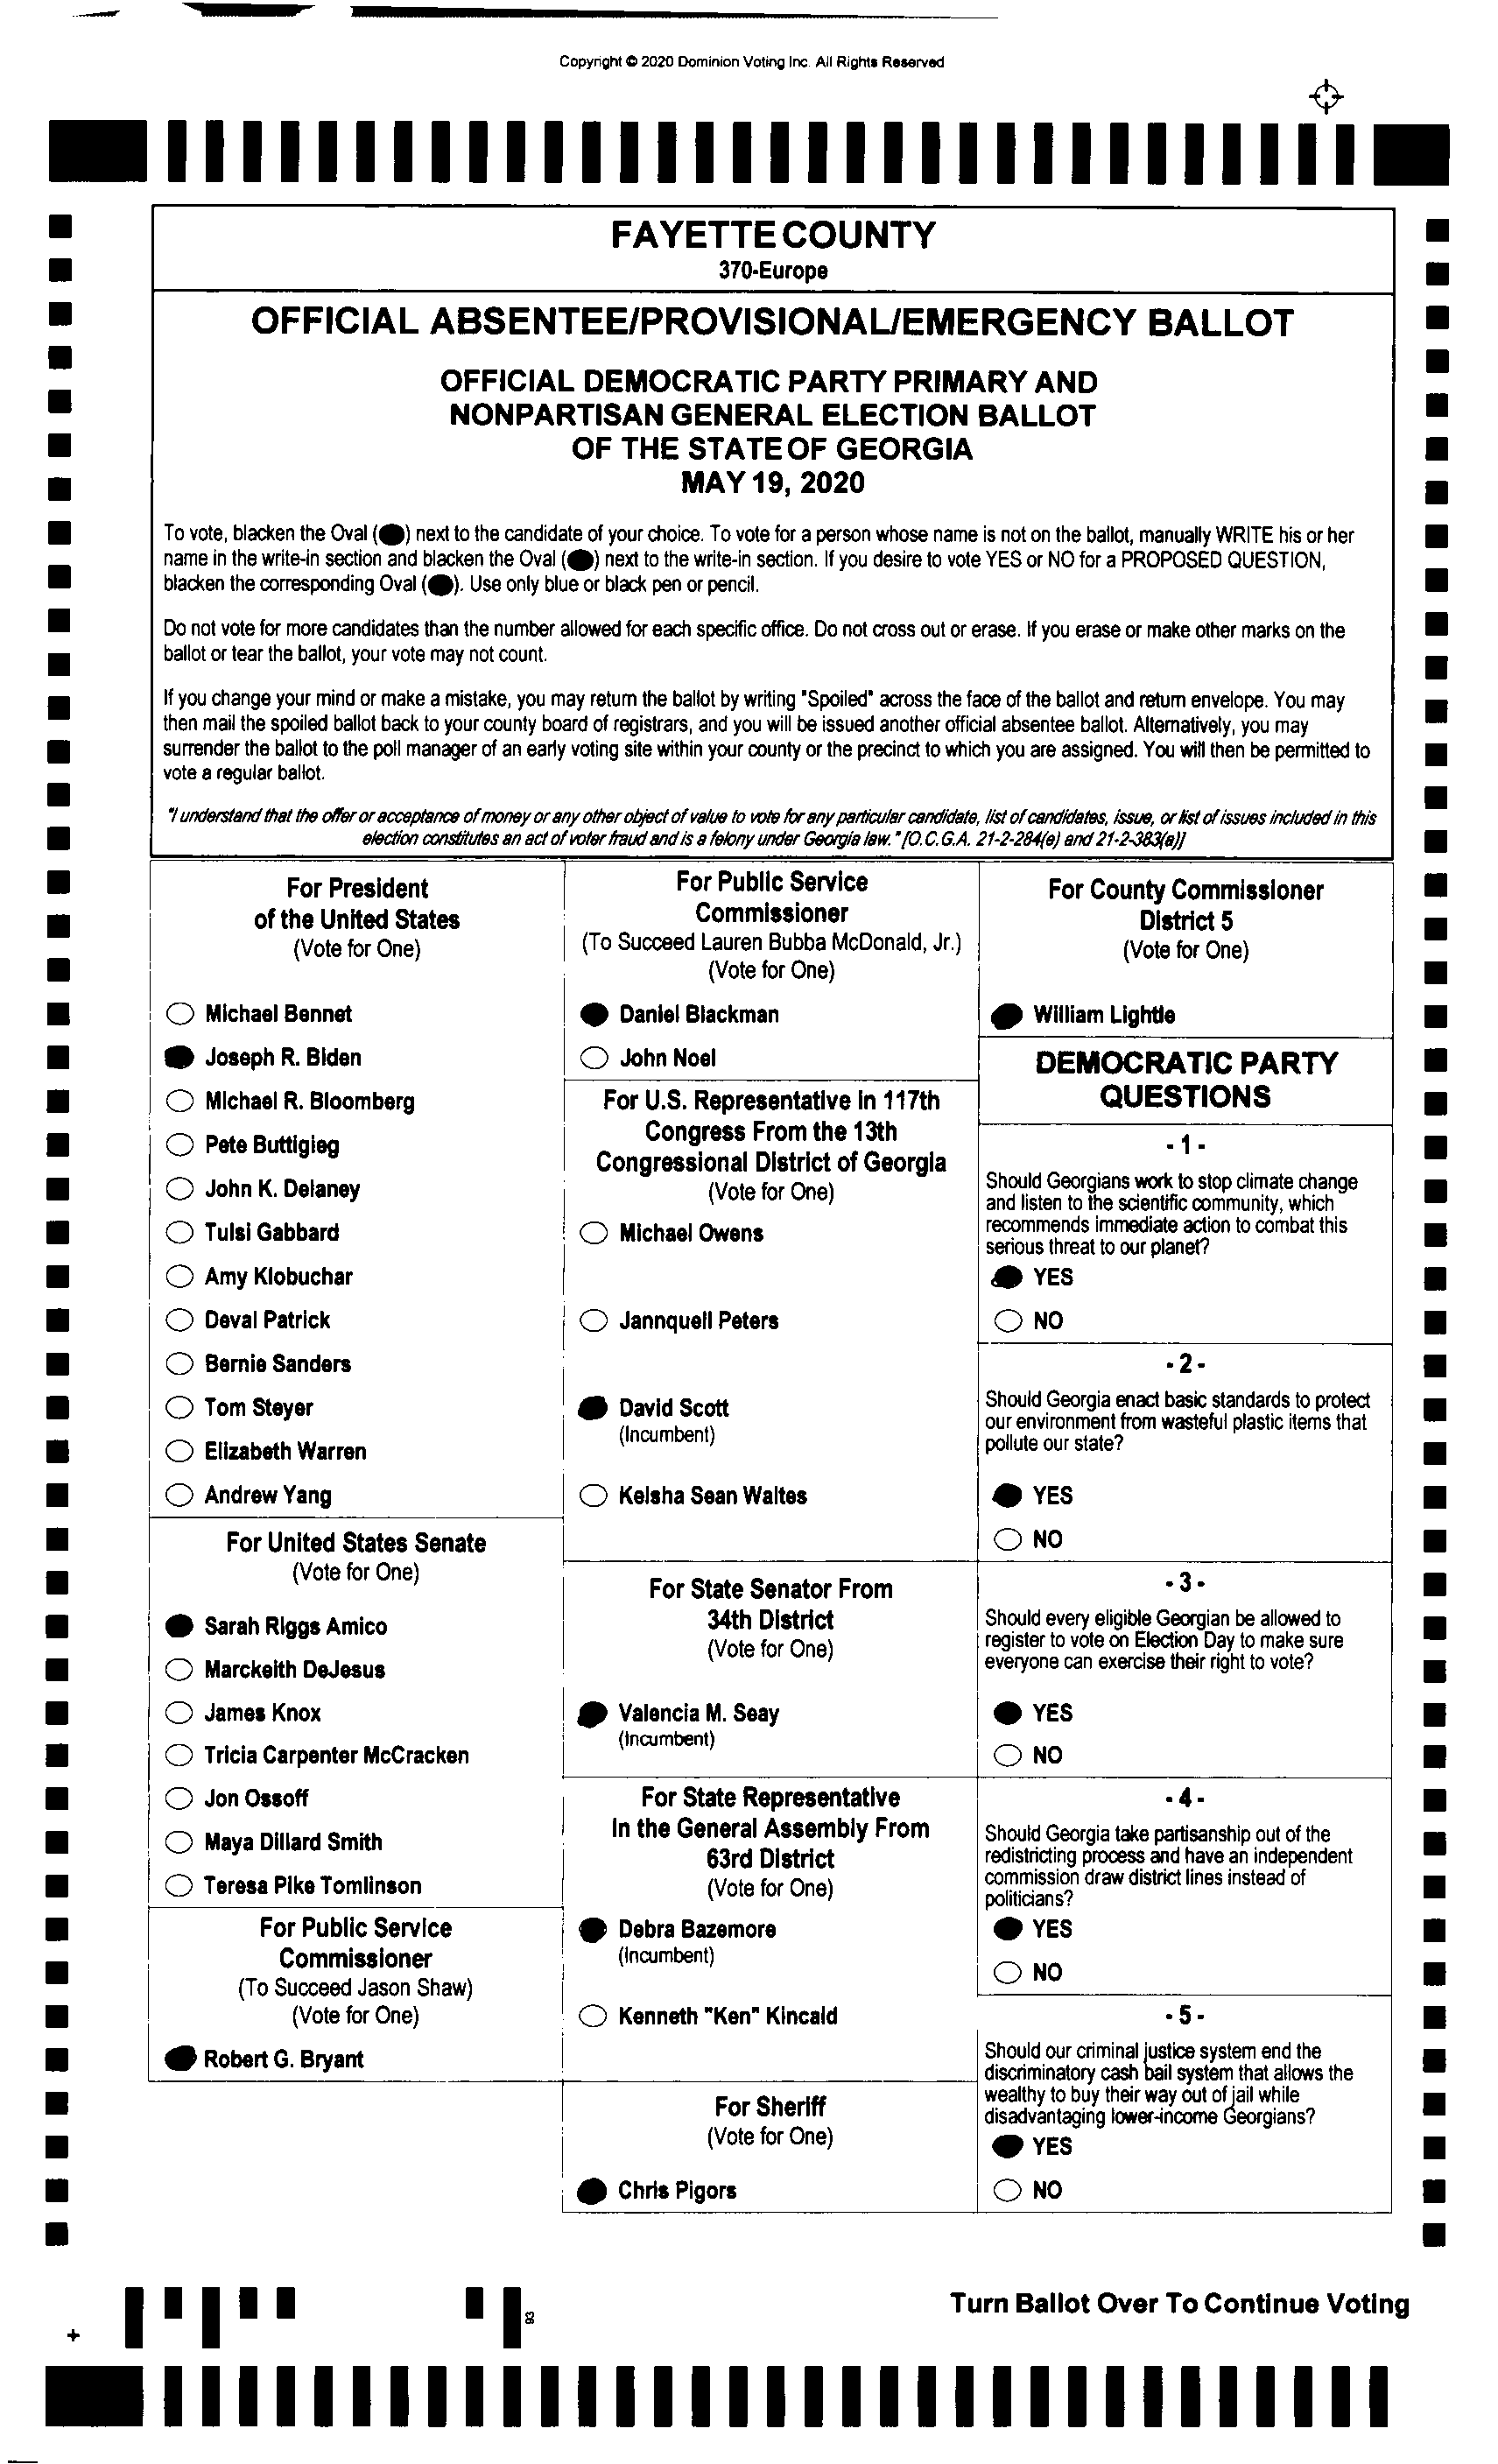 Copyright © 2020 Dominion Voting Inc. All Rights Reserved
FAYETTE COUNTY
370-Europe
OFFICIAL ABSENTEE/PROVISIONAL/EMERGENCY BALLOT
OFFICIAL DEMOCRATIC PARTY PRIMARY AND
NONPARTISAN GENERAL ELECTION BALLOT
OF THE STATE OF GEORGIA
MAY 19, 2020
To vote, blacken the Oval ( ) next to the candidate of your choice. To vote for a person whose name is not on the ballot, manually WRITE his or her
name in the write-in section and blacken the Oval ( ) next to the write-in section. If you desire to vote YES or NO for a PROPOSED QUESTION,
blacken the corresponding Oval ( ). Use only blue or black pen or pencil.
Do not vote for more candidates than the number allowed for each specific office. Do not cross out or erase. If you erase or make other marks on the
ballot or tear the ballot, your vote may not count.
If you change your mind or make a mistake, you may return the ballot by writing "Spoiled" across the face of the ballot and return envelope. You may
then mail the spoiled ballot back to your county board of registrars, and you will be issued another official absentee ballot. Alternatively, you may
surrender the ballot to the poll manager of an early voting site within your county or the precinct to which you are assigned. You will then be permitted to
vote a regular ballot.
"I understand that the offer or acceptance of money or any other object of value to vote for any particular candidate, list of candidates, issue, or list of issues included in this
election constitutes an act of voter fraud and is a felony under Georgia law." [O.C.G.A. 21-2-284(e) and 21-2-383(a)]
For President
of the United States
(Vote for One)
Michael Bennet
Joseph R. Biden
Michael R. Bloomberg
Pete Buttigieg
John K. Delaney
Tulsi Gabbard
Amy Klobuchar
Deval Patrick
Bernie Sanders
Tom Steyer
Elizabeth Warren
Andrew Yang
For United States Senate
(Vote for One)
Sarah Riggs Amico
Marckeith DeJesus
James Knox
Tricia Carpenter McCracken
Jon Ossoff
Maya Dillard Smith
Teresa Pike Tomlinson
For Public Service
Commissioner
(To Succeed Jason Shaw)
(Vote for One)
Robert G. Bryant
For Public Service
Commissioner
(To Succeed Lauren Bubba McDonald, Jr.)
(Vote for One)
Daniel Blackman
John Noel
For U.S. Representative in 117th
Congress From the 13th
Congressional District of Georgia
(Vote for One)
Michael Owens
Jannquell Peters
David Scott
(Incumbent)
Keisha Sean Waites
For State Senator From
34th District
(Vote for One)
Valencia M. Seay
(Incumbent)
For State Representative
In the General Assembly From
63rd District
(Vote for One)
Debra Bazemore
(Incumbent)
Kenneth "Ken" Kincaid
For Sheriff
(Vote for One)
Chris Pigors
For County Commissioner
District 5
(Vote for One)
William Lightle
DEMOCRATIC PARTY
QUESTIONS
- 1 -
Should Georgians work to stop climate change
and listen to the scientific community, which
recommends immediate action to combat this
serious threat to our planet?
YES
NO
- 2 -
Should Georgia enact basic standards to protect
our environment from wasteful plastic items that
pollute our state?
YES
NO
- 3 -
Should every eligible Georgian be allowed to
register to vote on Election Day to make sure
everyone can exercise their right to vote?
YES
NO
- 4 -
Should Georgia take partisanship out of the
redistricting process and have an independent
commission draw district lines instead of
politicians?
YES
NO
- 5 -
Should our criminal justice system end the
discriminatory cash bail system that allows the
wealthy to buy their way out of jail while
disadvantaging lower-income Georgians?
YES
NO
93
Turn Ballot Over To Continue Voting